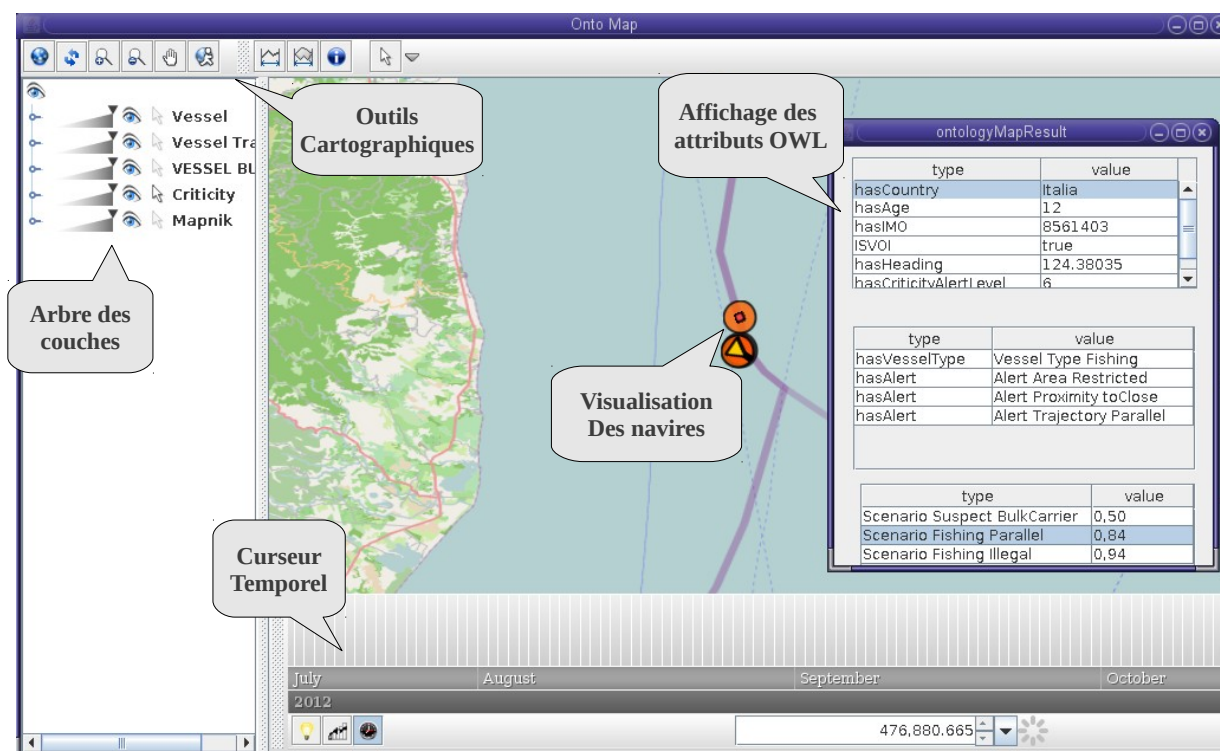 Onto Map
Outils
Cartographiques
Affichage des
attributs OWL
Vessel
Vessel Tra
VESSEL BU
Criticity
Mapnik
Arbre des
couches
ontologyMapResult
type value
hasCountry Italia
hasAge 12
hasIMO 8561403
ISVOI true
hasHeading 124.38035
hasCriticityAlertLevel 6
type value
hasVesselType Vessel Type Fishing
hasAlert Alert Area Restricted
hasAlert Alert Proximity toClose
hasAlert Alert Trajectory Parallel
Visualisation
Des navires
type value
Scenario Suspect BulkCarrier 0,50
Scenario Fishing Parallel 0,84
Scenario Fishing Illegal 0,94
Curseur
Temporel
July August September October
2012
476,880.665